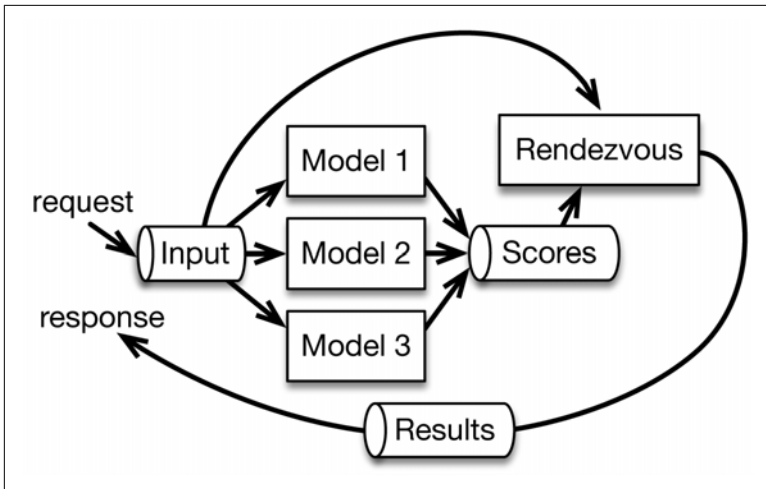 Rendezvous
Model 1
request
Input
Model 2
Scores
response
Model 3
Results